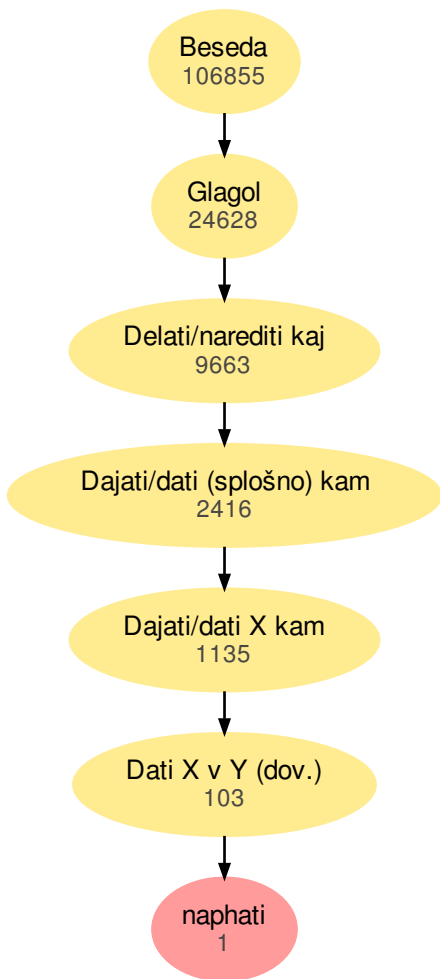 Beseda
106855
Glagol
24628
Delati/narediti kaj
9663
Dajati/dati (splošno) kam
2416
Dajati/dati X kam
1135
Dati X v Y (dov.)
103
naphati
1